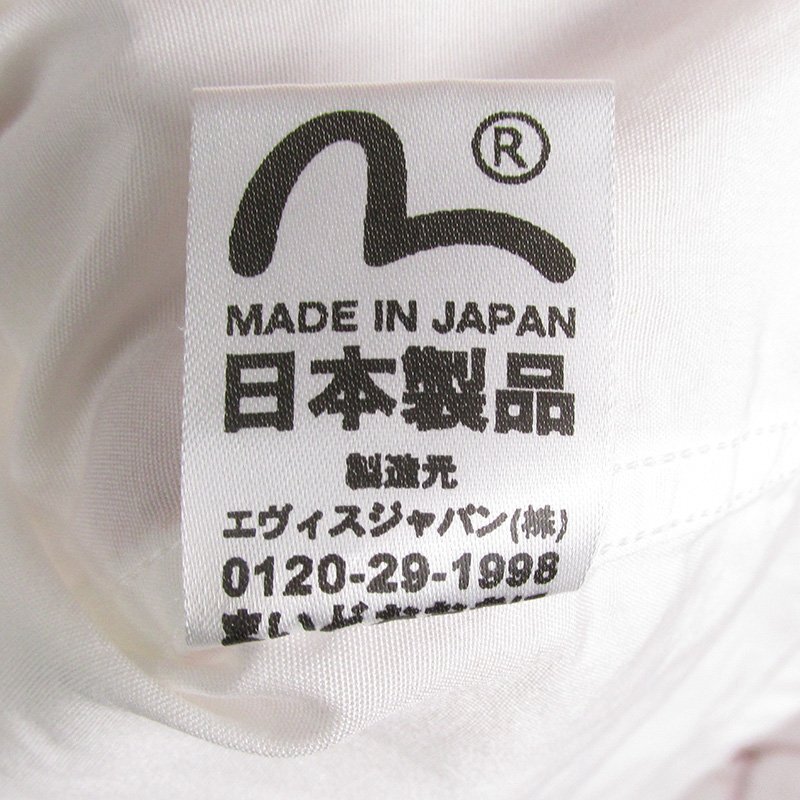 ®
MADE IN JAPAN
日本製品
製造元
エヴィスジャパン(株)
0120-29-1998